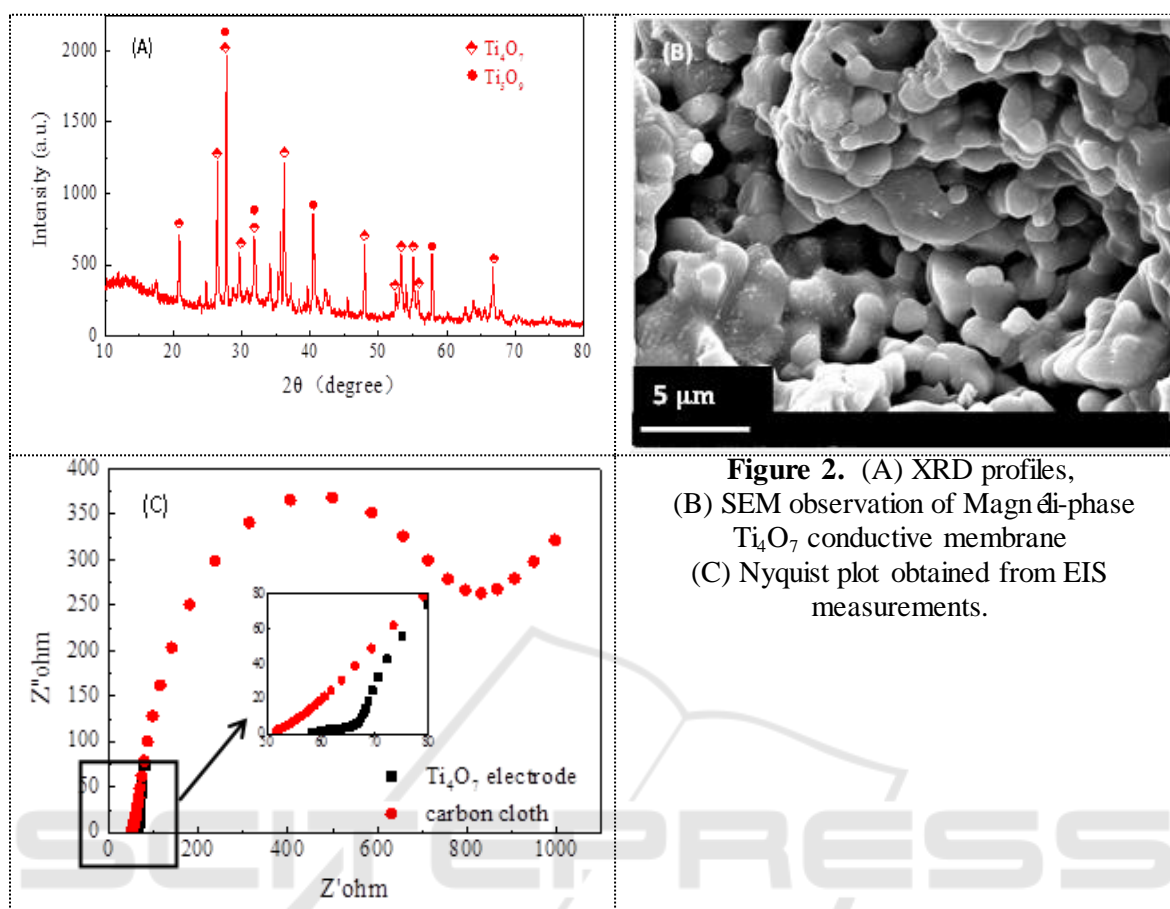 (A)
Ti4O7
Ti5O9
2000
1500
1000
500
0
Intensity (a.u.)
10 20 30 40 50 60 70 80
2θ (degree)
(B)
5 μm
(C)
400
350
300
250
200
150
100
50
0
Z"ohm
80
60
40
20
0
50 60 70 80
Ti4O7 electrode
carbon cloth
0 200 400 600 800 1000
Z'ohm
Figure 2. (A) XRD profiles,
(B) SEM observation of Magnéli-phase
Ti4O7 conductive membrane
(C) Nyquist plot obtained from EIS
measurements.
SCITEPRESS